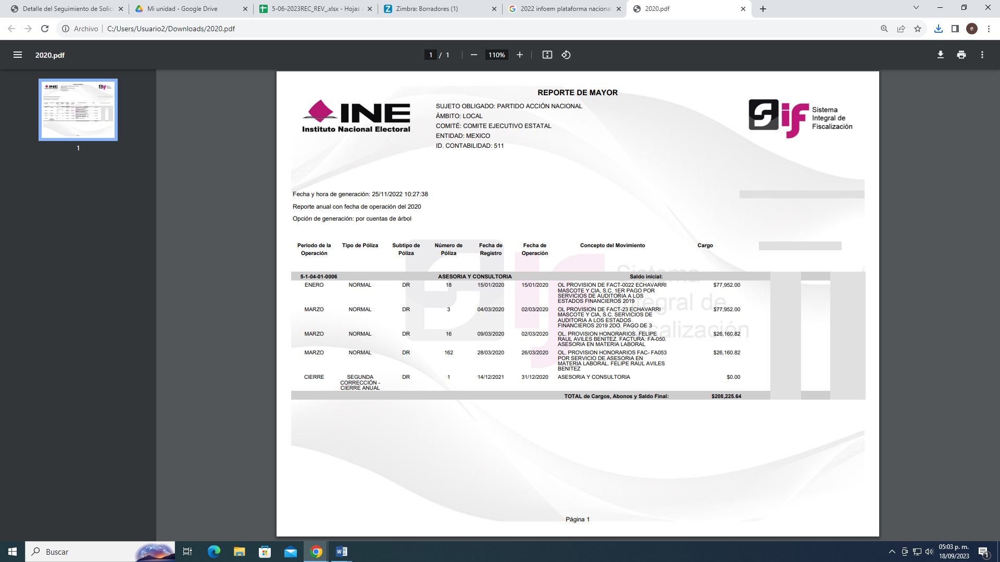 Detalle del Seguimiento de Solici
Mi unidad - Google Drive
5-06-2023REC_REV_.xlsx - Hojas
Zimbra: Borradores (1)
2022 infoem plataforma nacional
2020.pdf
Archivo
C:/Users/Usuario2/Downloads/2020.pdf
e
2020.pdf
1 / 1
110%
1
REPORTE DE MAYOR
INE
Instituto Nacional Electoral
SUJETO OBLIGADO: PARTIDO ACCIÓN NACIONAL
ÁMBITO: LOCAL
COMITÉ: COMITE EJECUTIVO ESTATAL
ENTIDAD: MEXICO
ID. CONTABILIDAD: 511
Sif
Sistema
Integral de
Fiscalización
Fecha y hora de generación: 25/11/2022 10:27:38
Reporte anual con fecha de operación del 2020
Opción de generación: por cuentas de árbol
Periodo de la Operación Tipo de Póliza Subtipo de Póliza Número de Póliza Fecha de Registro Fecha de Operación Concepto del Movimiento Cargo
5-1-04-01-0006 ASESORIA Y CONSULTORIA Saldo inicial:
ENERO NORMAL DR 18 15/01/2020 15/01/2020 OL PROVISION DE FACT-0022 ECHAVARRI $77,952.00
MASCOTE Y CIA, S.C. 1ER PAGO POR
SERVICIOS DE AUDITORIA A LOS
ESTADOS FINANCIEROS 2019
MARZO NORMAL DR 3 04/03/2020 02/03/2020 OL PROVISION DE FACT-23 ECHAVARRI $77,952.00
MASCOTE Y CIA, S.C. SERVICIOS DE
AUDITORIA A LOS ESTADOS
FINANCIEROS 2019 2DO. PAGO DE 3
MARZO NORMAL DR 16 09/03/2020 02/03/2020 OL. PROVISION HONORARIOS. FELIPE $26,160.82
RAUL AVILES BENITEZ. FACTURA: FA-050.
ASESORIA EN MATERIA LABORAL
MARZO NORMAL DR 162 28/03/2020 26/03/2020 OL. PROVISION HONORARIOS FAC- FA053 $26,160.82
POR SERVICIO DE ASESORIA EN
MATERIA LABORAL. FELIPE RAUL AVILES
BENITEZ
CIERRE SEGUNDA DR 1 14/12/2021 31/12/2020 ASESORIA Y CONSULTORIA $0.00
CORRECCIÓN -
CIERRE ANUAL
TOTAL de Cargos, Abonos y Saldo Final: $208,225.64
Sistema
Integral de
Fiscalización
Página 1
Buscar
05:03 p. m.
18/09/2023
1